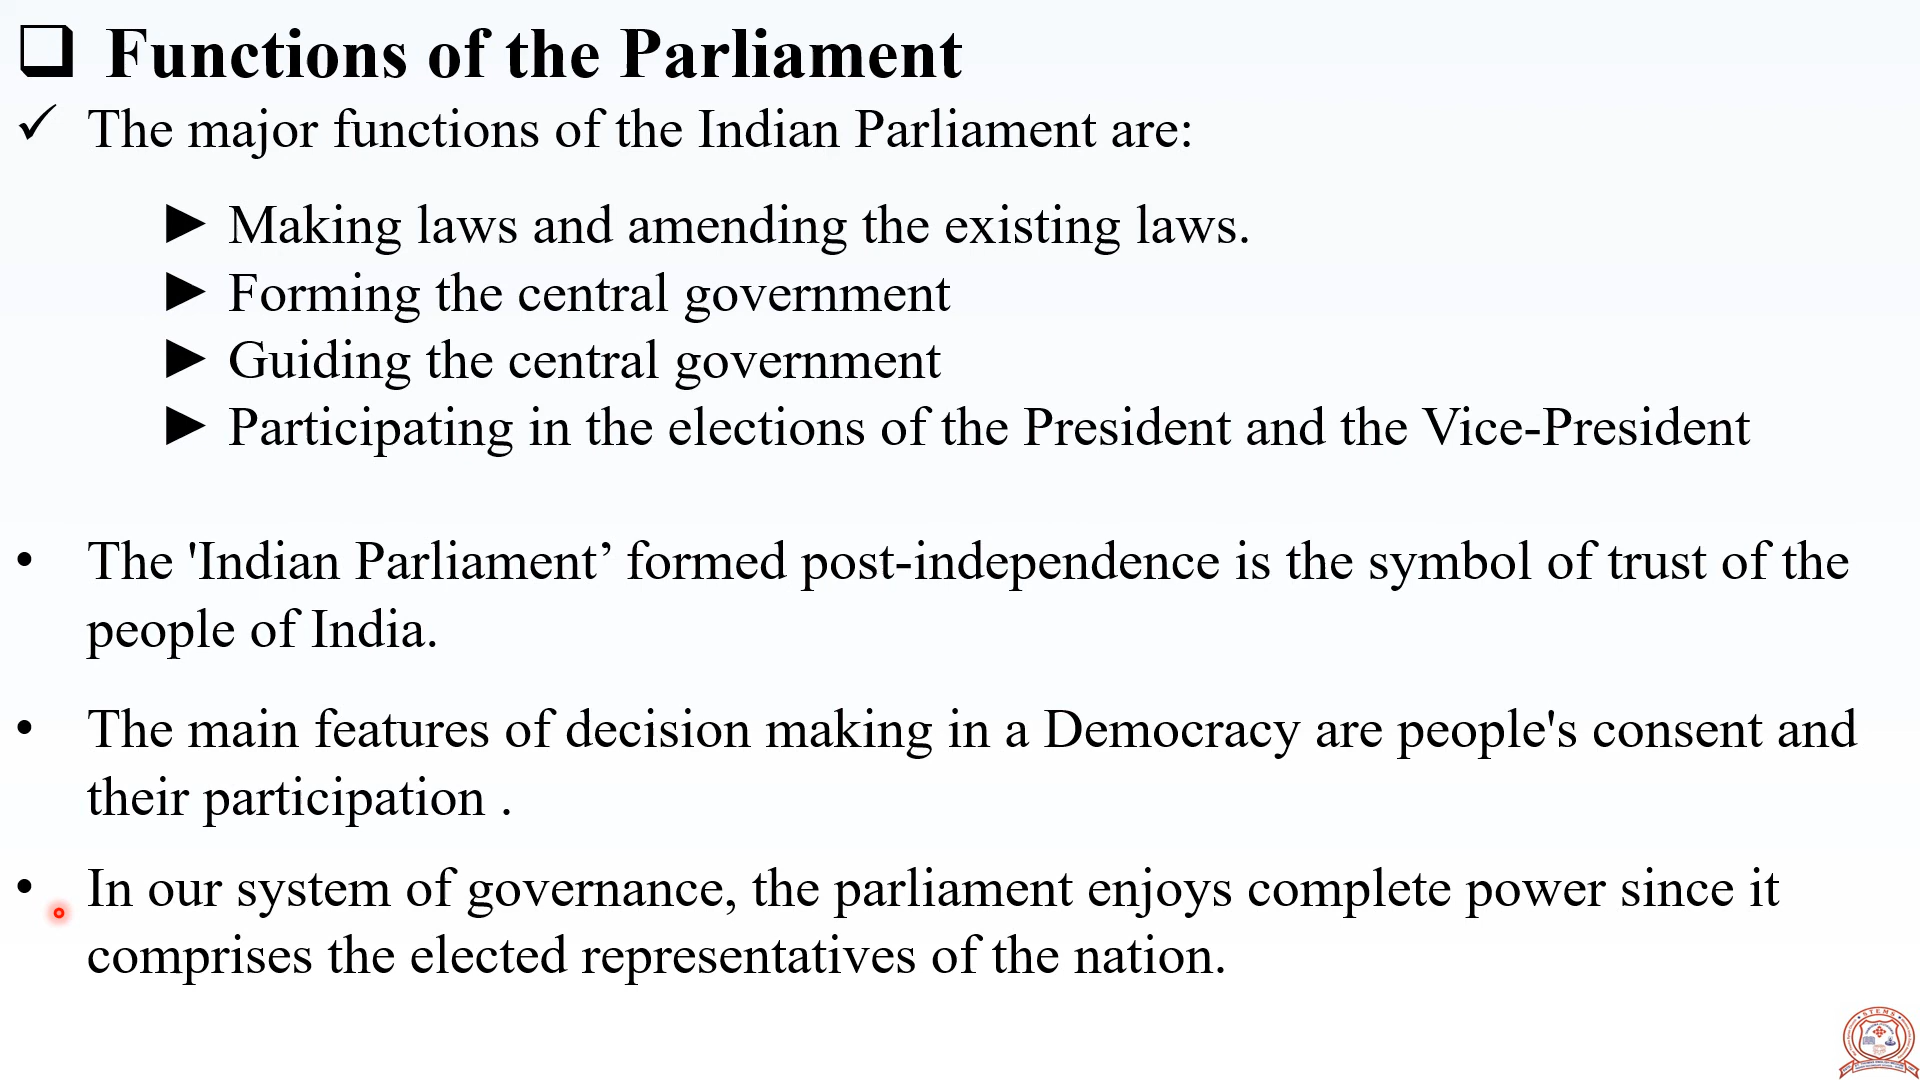 Functions of the Parliament
The major functions of the Indian Parliament are:
Making laws and amending the existing laws.
Forming the central government
Guiding the central government
Participating in the elections of the President and the Vice-President
The 'Indian Parliament’ formed post-independence is the symbol of trust of the
people of India.
The main features of decision making in a Democracy are people's consent and
their participation .
In our system of governance, the parliament enjoys complete power since it
comprises the elected representatives of the nation.
STEMS